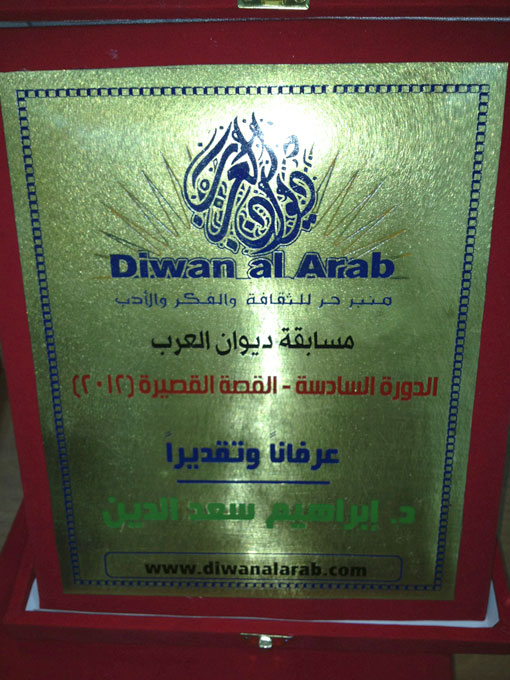 ديوان العرب
Diwan al Arab
منبر حر للثقافة والفكر والأدب
مسابقة ديوان العرب
الدورة السادسة - القصة القصيرة (٢٠١٢)
عرفاناً وتقديراً
د. إبراهيم سعد الدين
www.diwanalarab.com